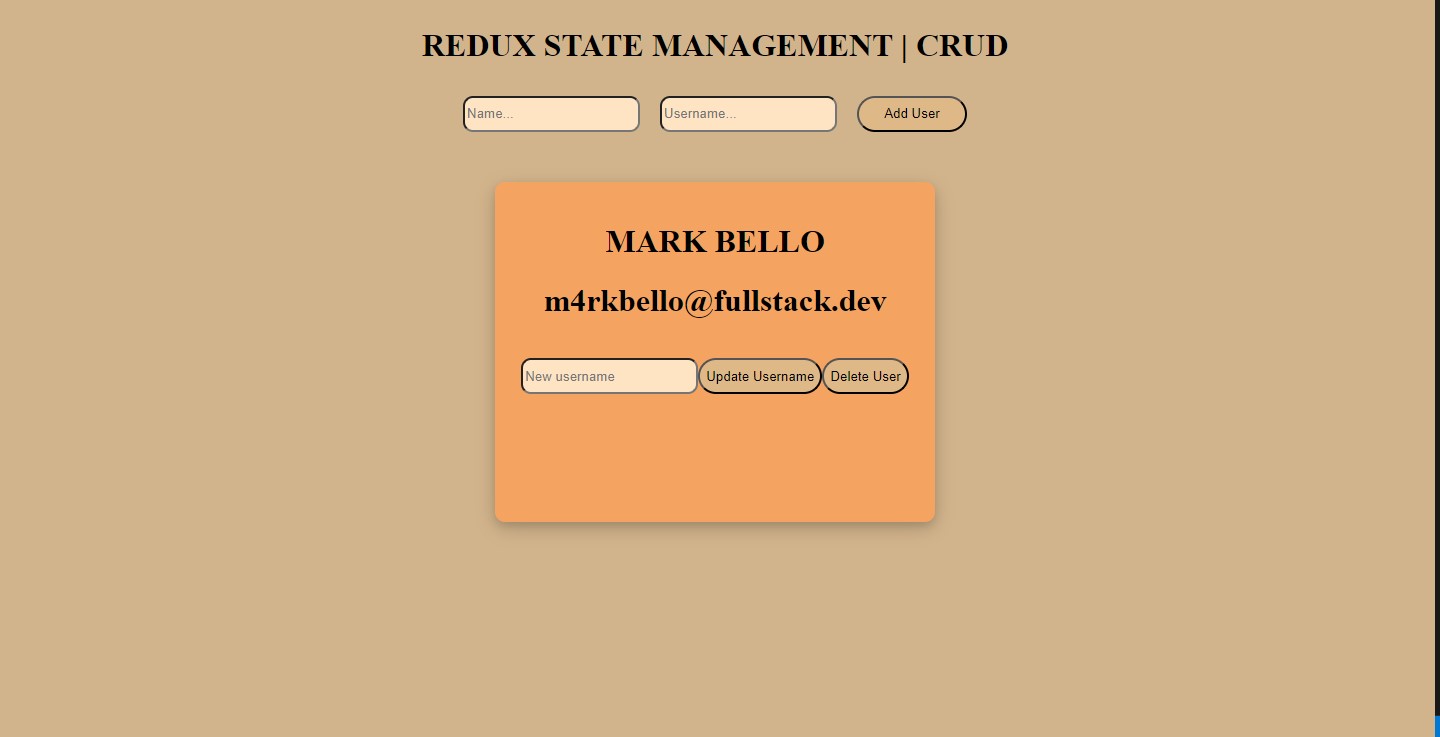 REDUX STATE MANAGEMENT | CRUD
Name... Username... Add User
MARK BELLO
m4rkbello@fullstack.dev
New username Update Username Delete User